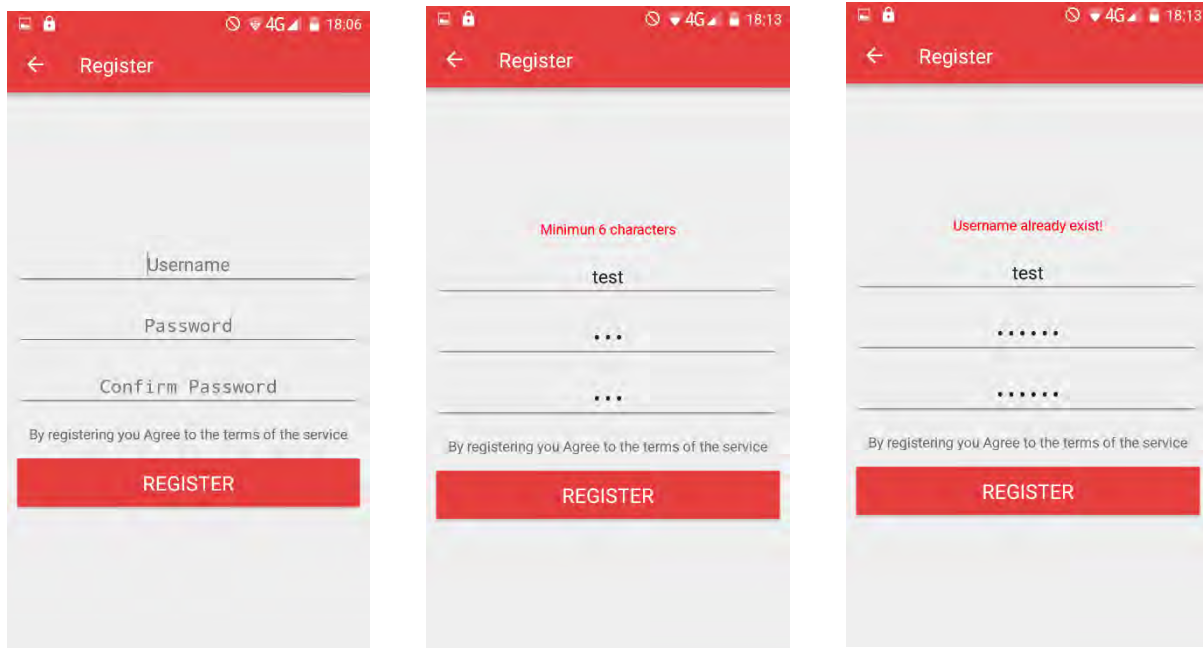 4G 18:06
Register
Username
Password
Confirm Password
By registering you Agree to the terms of the service
REGISTER
4G 18:13
Register
Minimun 6 characters
test
•••
•••
By registering you Agree to the terms of the service
REGISTER
4G 18:13
Register
Username already exist!
test
••••••
••••••
By registering you Agree to the terms of the service
REGISTER